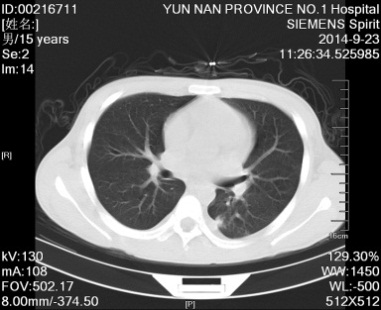 ID:00216711
YUN NAN PROVINCE NO.1 Hospital
[姓名:]
SIEMENS Spirit
男/15 years
2014-9-23
Se:2
11:26:34.525985
Im:14
[R]
16cm
kV:130
129.30%
mA:108
WW:1450
FOV:502.17
WL:-500
8.00mm/-374.50
[P]
512X512